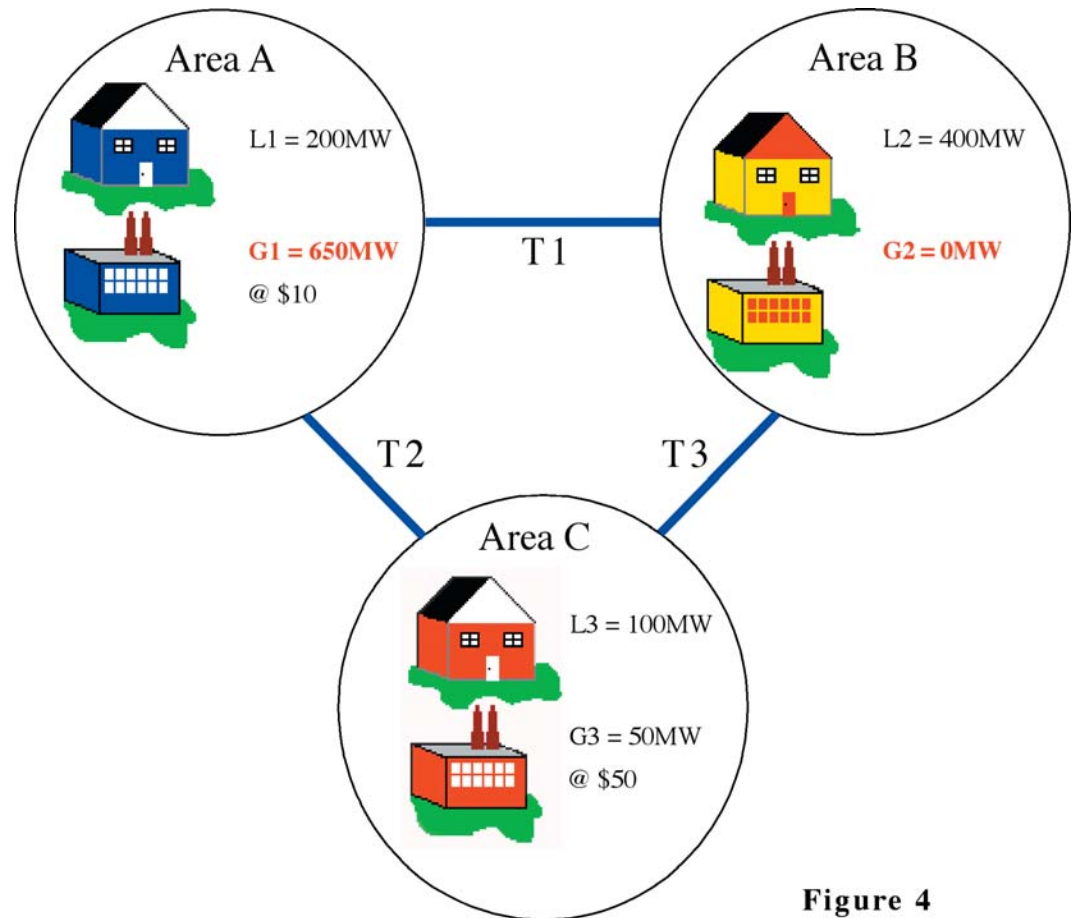 Area A
L1 = 200MW
G1 = 650MW
@ $10
T1
Area B
L2 = 400MW
G2 = 0MW
T2
T3
Area C
L3 = 100MW
G3 = 50MW
@ $50
Figure 4